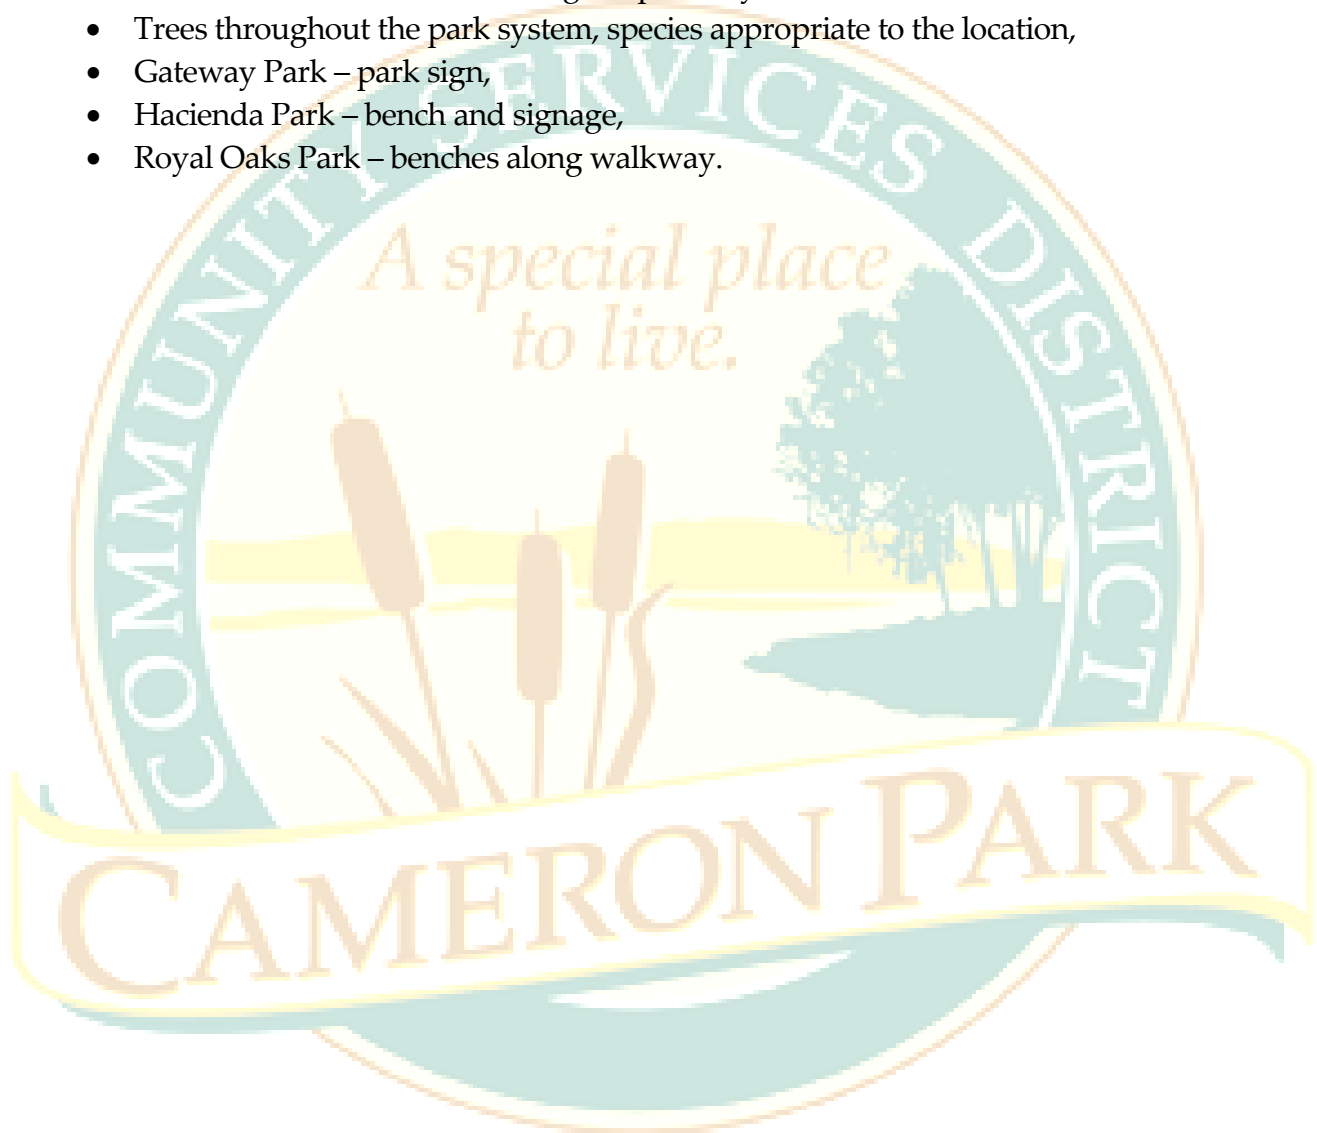 • Trees throughout the park system, species appropriate to the location,
• Gateway Park – park sign,
• Hacienda Park – bench and signage,
• Royal Oaks Park – benches along walkway.
COMMUNITY SERVICES DISTRICT
A special place
to live.
CAMERON PARK